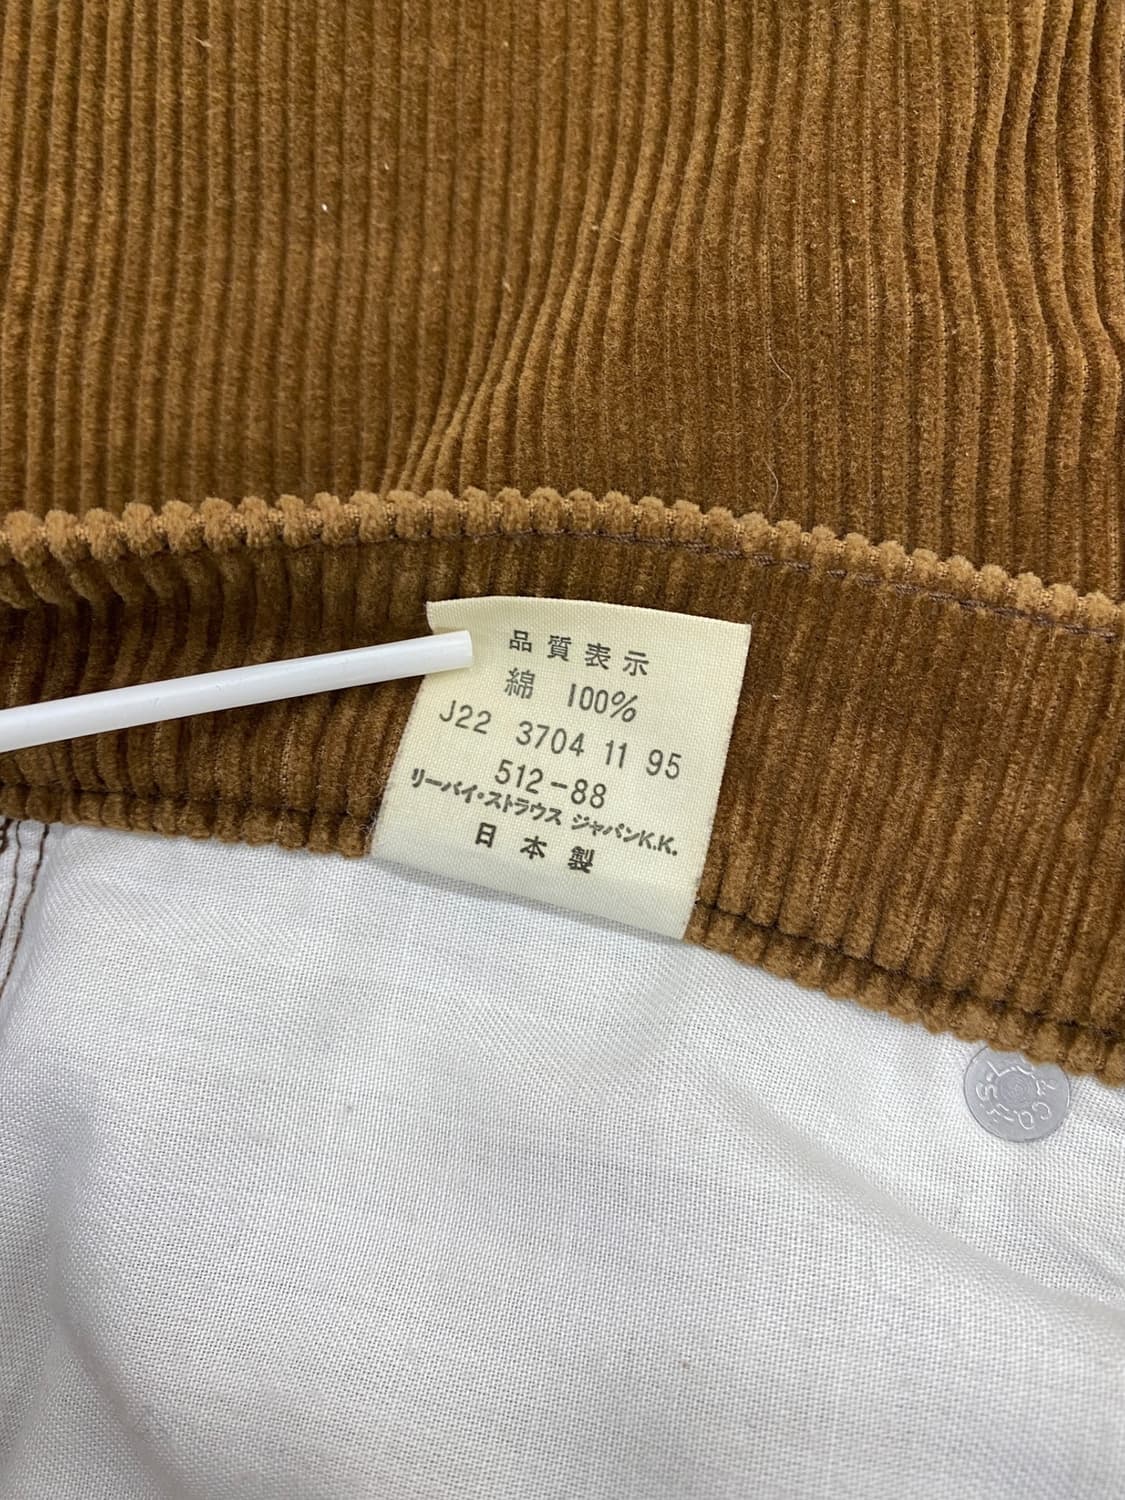 品質表示
綿 100%
J22 3704 11 95
512-88
リーバイ・ストラウス ジャパンK.K.
日本製